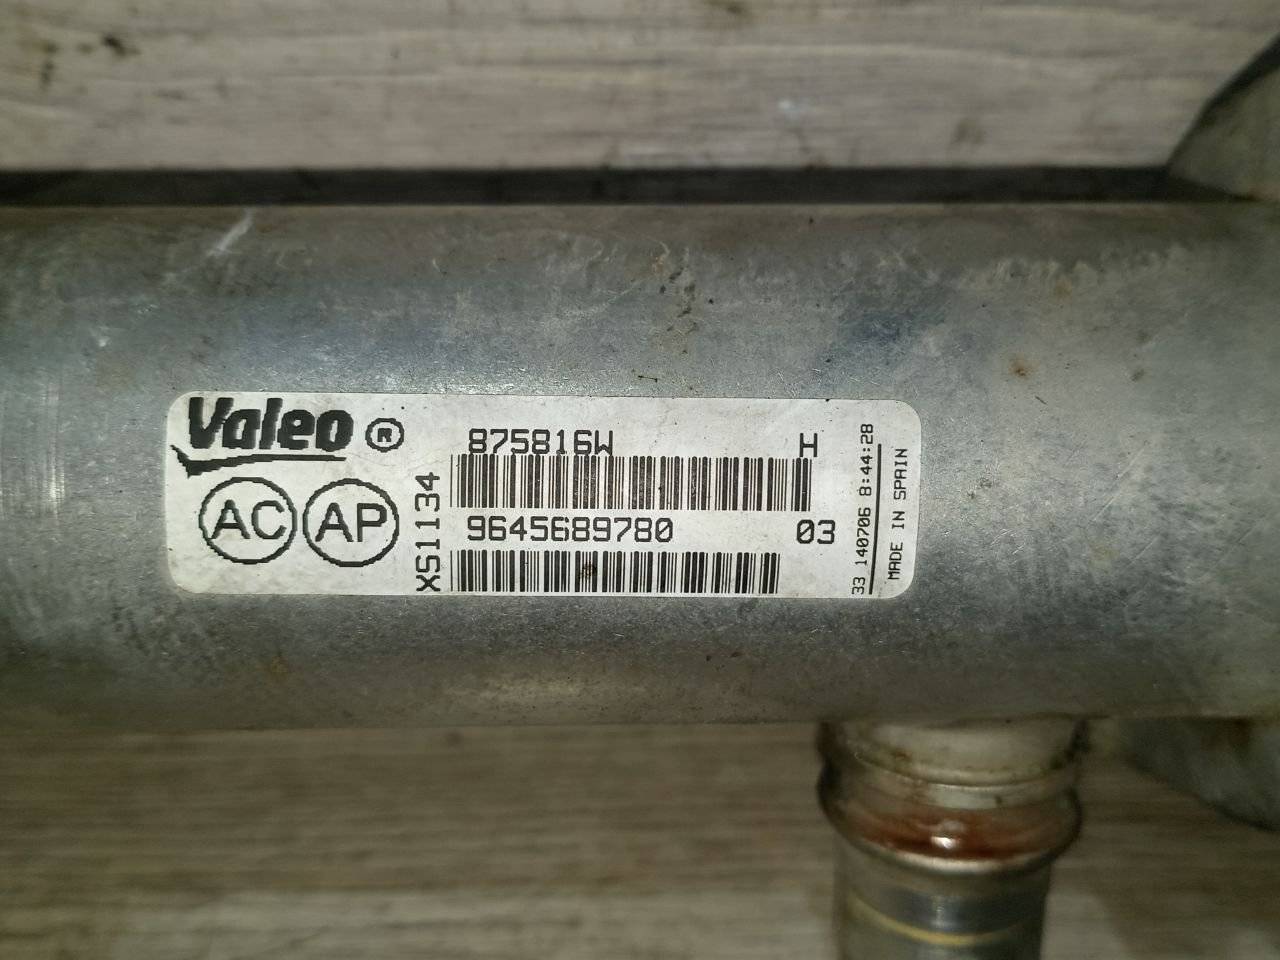 Valeo ®
AC AP
XS1134
875816W H
9645689780 03
33 140706 8:44:28
MADE IN SPAIN